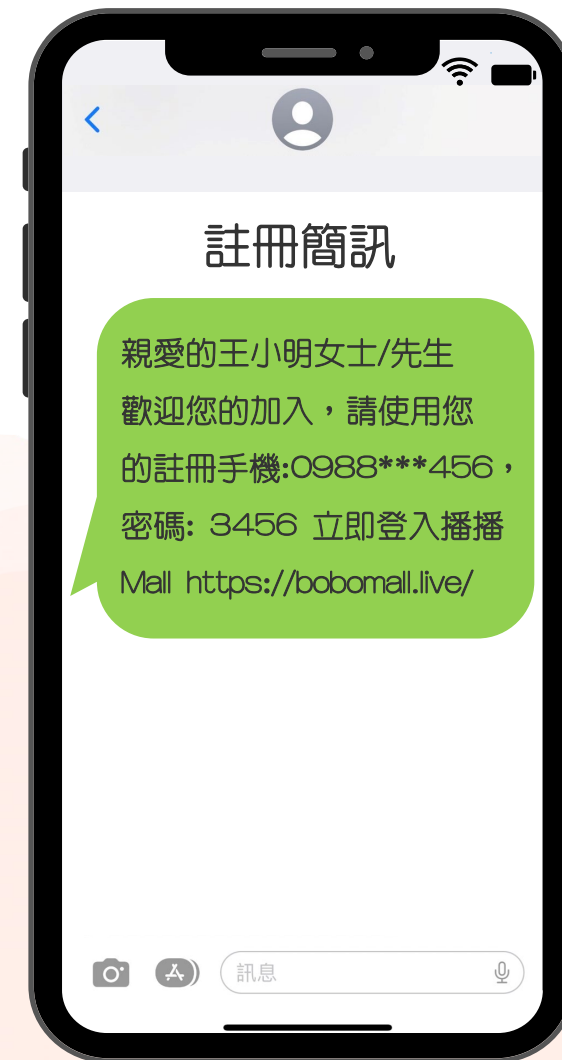 註冊簡訊
親愛的王小明女士/先生
歡迎您的加入，請使用您
的註冊手機:0988***456，
密碼: 3456 立即登入播播
Mall https://bobomall.live/
訊息